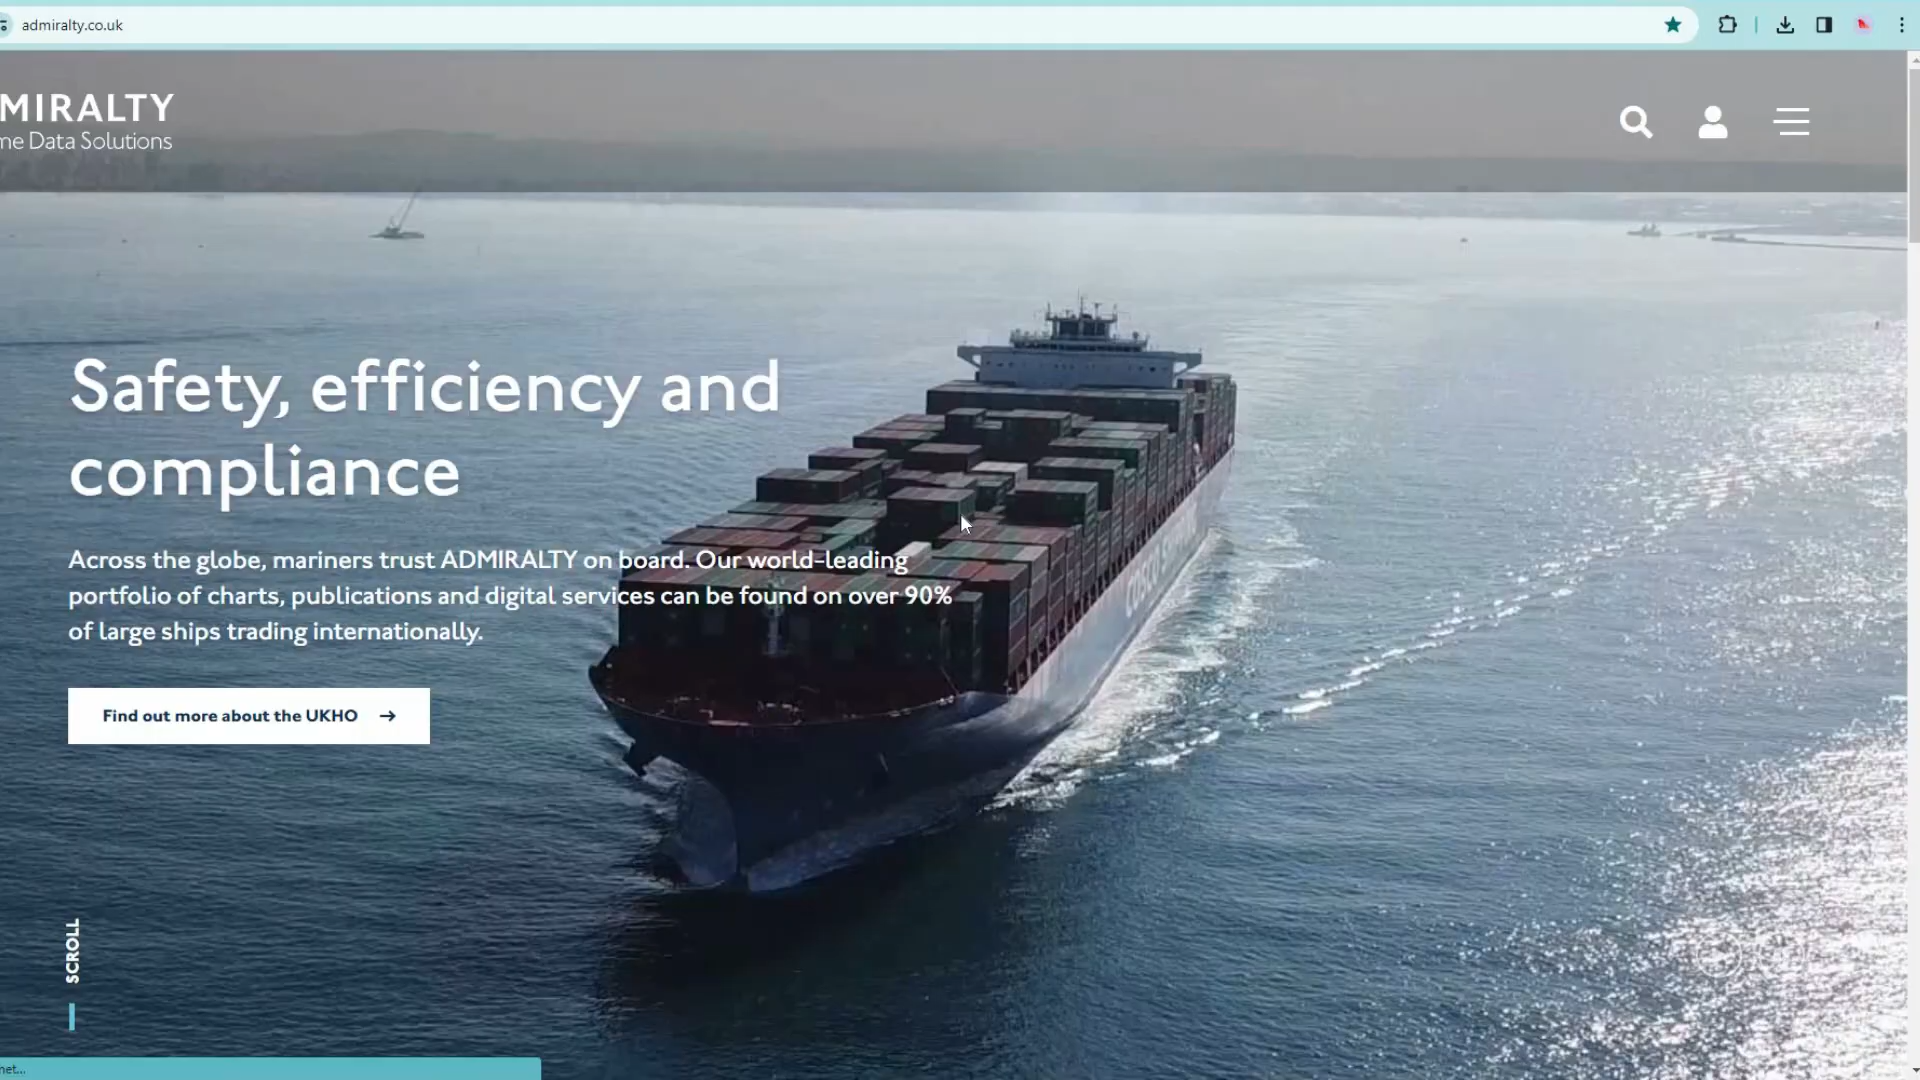 admiralty.co.uk
MIRALTY
me Data Solutions
Safety, efficiency and
compliance
Across the globe, mariners trust ADMIRALTY on board. Our world-leading
portfolio of charts, publications and digital services can be found on over 90%
of large ships trading internationally.
Find out more about the UKHO →
SCROLL
net...